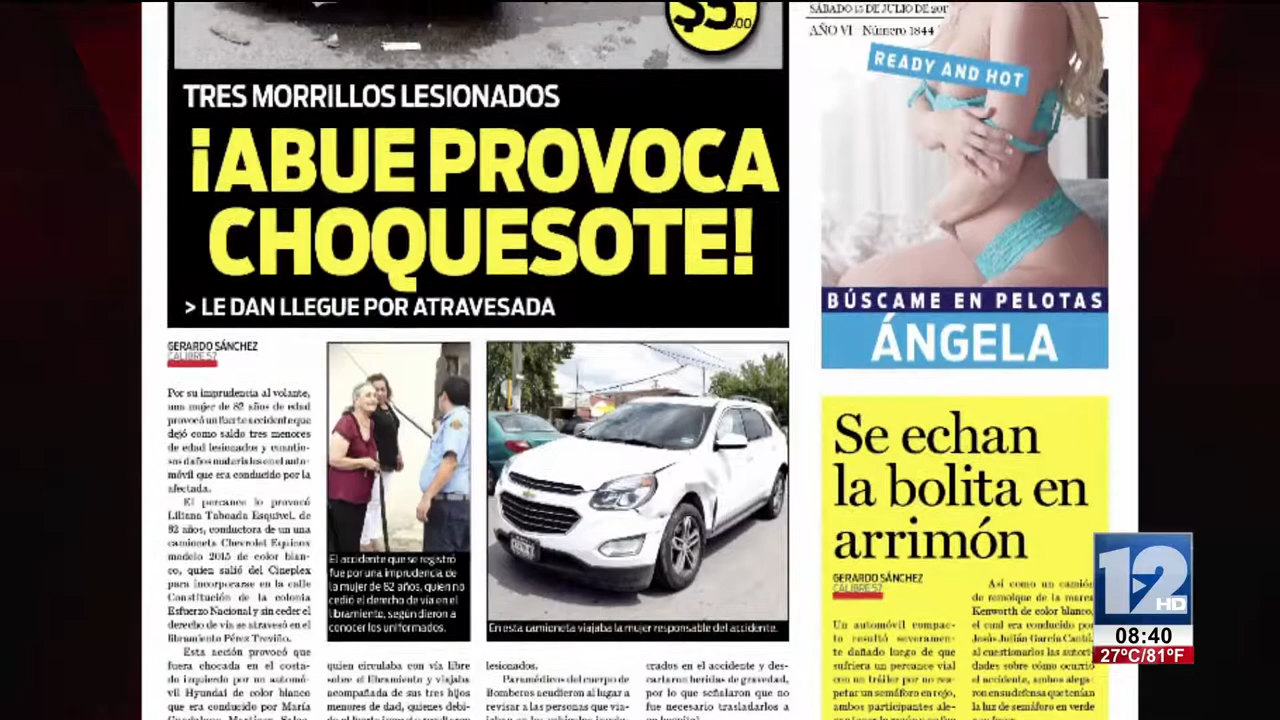 $5
.00
TRES MORRILLOS LESIONADOS
¡ABUE PROVOCA
CHOQUESOTE!
> LE DAN LLEGUE POR ATRAVESADA
GERARDO SÁNCHEZ
CALIBRE 57
Por su imprudencia al volante,
una mujer de 82 años de edad
provocó un fuerte accidente que
dejó como saldo tres menores
de edad lesionados y cuantio-
sos daños materiales en el auto-
móvil que era conducido por la
afectada.
El percance lo provocó
Liliana Taboada Esquivel, de
82 años, conductora de un una
camioneta Chevrolet Equinox
modelo 2015 de color blan-
co, quien salió del Cineplex
para incorporarse en la calle
Constitución de la colonia
Esfuerzo Nacional y sin ceder el
derecho de vía se atravesó en el
libramiento Pérez Treviño.
Esta acción provocó que
fuera chocada en el costa-
do izquierdo por un automó-
vil Hyundai de color blanco
que era conducido por María
El accidente que se registró
fue por una imprudencia de
la mujer de 82 años, quien no
cedió el derecho de vía en el
libramiento, según dieron a
conocer los uniformados.
En esta camioneta viajaba la mujer responsable del accidente.
quien circulaba con vía libre
sobre el libramiento y viajaba
acompañada de sus tres hijos
menores de edad, quienes debi-
lesionados.
Paramédicos del cuerpo de
Bomberos acudieron al lugar a
revisar a las personas que via-
crados en el accidente y des-
cartaron heridas de gravedad,
por lo que señalaron que no
fue necesario trasladarlos a
SÁBADO 15 DE JULIO DE 201
AÑO VI Número 1844
READY AND HOT
BÚSCAME EN PELOTAS
ÁNGELA
Se echan
la bolita en
arrimón
GERARDO SÁNCHEZ
CALIBRE 57
Un automóvil compac-
to resultó severamen-
te dañado luego de que
sufriera un percance vial
con un tráiler por no res-
petar un semáforo en rojo,
ambos participantes ale-
Así como un camión
de remolque de la marca
Kenworth de color blanco,
el cual era conducido por
Jesús Julián García Cantú,
al cuestionarlos las autori-
dades sobre cómo ocurrió
el accidente, ambos alega-
ron en su defensa que tenían
la luz de semáforo en verde
12
HD
08:40
27°C/81°F